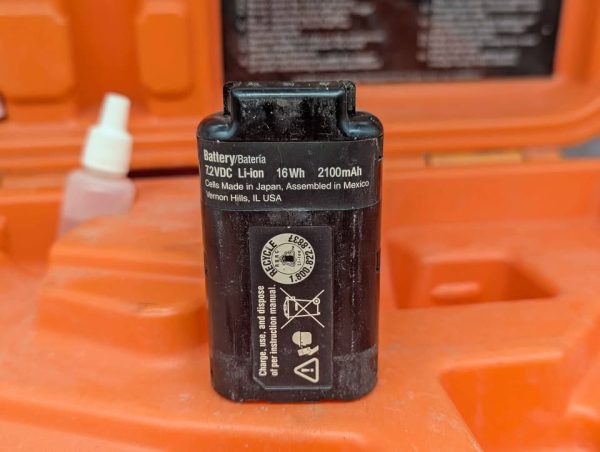 Battery/Batería
7.2VDC Li-ion 16Wh 2100mAh
Cells Made in Japan, Assembled in Mexico
Vernon Hills, IL USA
RECYCLE
1.800.822.8837
Charge, use, and dispose
of per instruction manual.